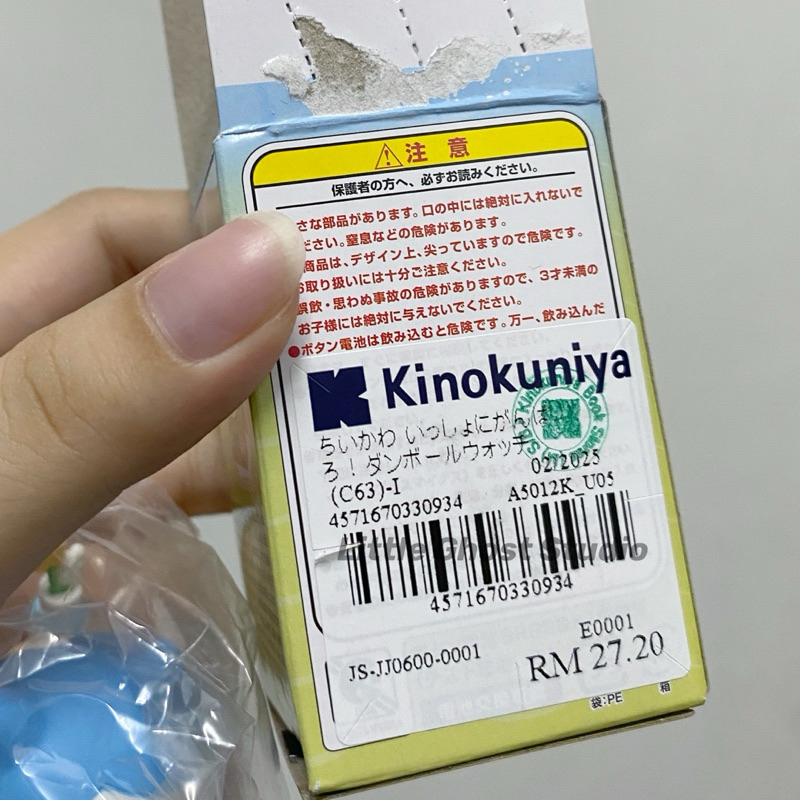 注意
保護者の方へ、必ずお読みください。
さな部品があります。口の中には絶対に入れないで
ださい。窒息などの危険があります。
商品は、デザイン上、尖っていますので危険です。
お取り扱いには十分ご注意ください。
誤飲・思わぬ事故の危険がありますので、3才未満の
お子様には絶対に与えないでください。
●ボタン電池は飲み込むと危険です。万一、飲み込んだ
Kinokuniya
ちいかわ いっしょにがんば
ろ!ダンボールウォッチ
02/2025
(C63)-I
A5012K_U05
4571670330934
Little Ghost Studio
4571670330934
E0001
JS-JJ0600-0001
RM 27.20
袋:PE 箱